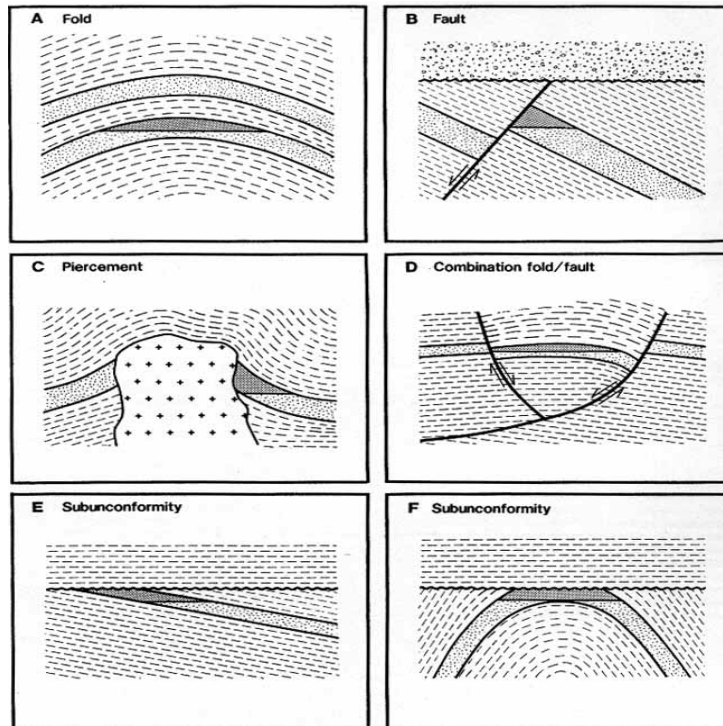 A Fold
B Fault
C Piercement
D Combination fold/fault
E Subunconformity
F Subunconformity